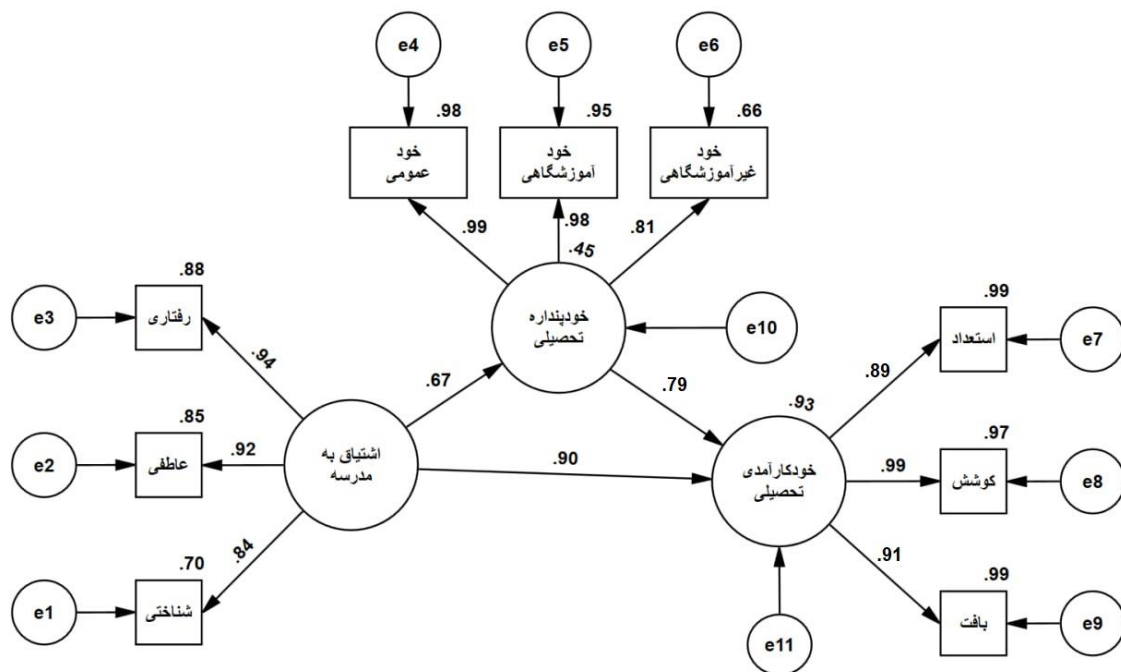 e4
e5
e6
.98
.95
.66
خود
عمومی
خود
آموزشگاهی
خود
غیرآموزشگاهی
.99
.98
.81
.45
.88
e3
رفتاری
خودپنداره
تحصیلی
e10
.99
استعداد
e7
.94
.67
.79
.89
.85
.93
.97
e2
عاطفی
.92
اشتیاق به
مدرسه
.90
خودکارآمدی
تحصیلی
.99
کوشش
e8
.84
.91
.70
.99
e1
شناختی
e11
بافت
e9